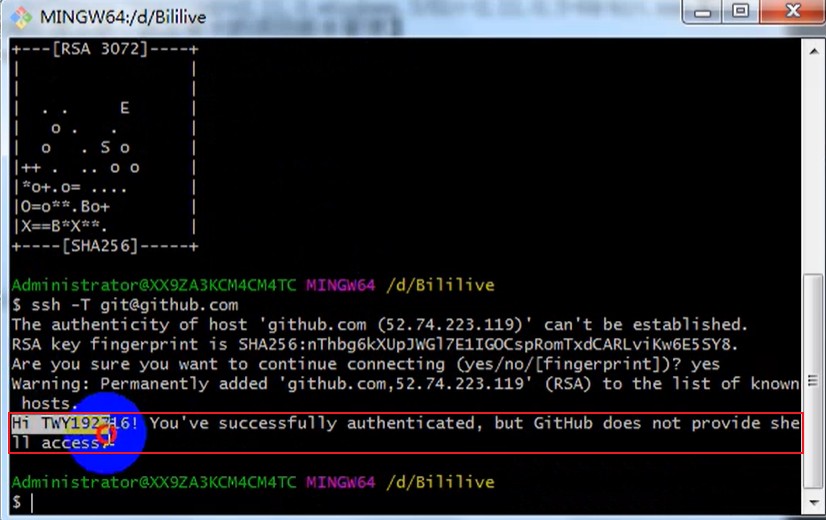 MINGW64:/d/Bililive
+---[RSA 3072]----+
|                 |
|                 |
|  . .     E      |
|   o .   .       |
|  o   . S o      |
|++ .   .. o o    |
|*o+.o= ....      |
|O=o**.Bo+        |
|X==B*X**.        |
+----[SHA256]-----+
Administrator@XX9ZA3KCM4CM4TC MINGW64 /d/Bililive
$ ssh -T git@github.com
The authenticity of host 'github.com (52.74.223.119)' can't be established.
RSA key fingerprint is SHA256:nThbg6kXUpJWGl7E1IGOCspRomTxdCARLviKw6E5SY8.
Are you sure you want to continue connecting (yes/no/[fingerprint])? yes
Warning: Permanently added 'github.com,52.74.223.119' (RSA) to the list of known
 hosts.
Hi You've successfully authenticated, but GitHub does not provide she
ll access.
Administrator@XX9ZA3KCM4CM4TC MINGW64 /d/Bililive
$